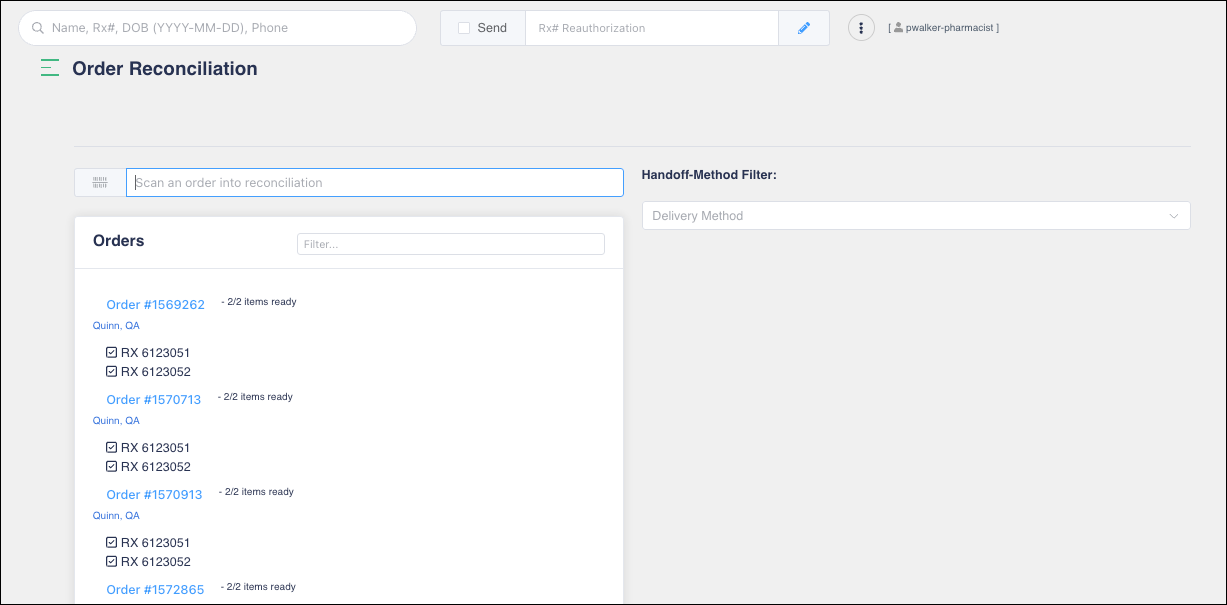 Name, Rx#, DOB (YYYY-MM-DD), Phone
Send
Rx# Reauthorization
[ pwalker-pharmacist ]
Order Reconciliation
Scan an order into reconciliation
Handoff-Method Filter:
Delivery Method
Orders
Filter...
Order #1569262 - 2/2 items ready
Quinn, QA
RX 6123051
RX 6123052
Order #1570713 - 2/2 items ready
Quinn, QA
RX 6123051
RX 6123052
Order #1570913 - 2/2 items ready
Quinn, QA
RX 6123051
RX 6123052
Order #1572865 - 2/2 items ready